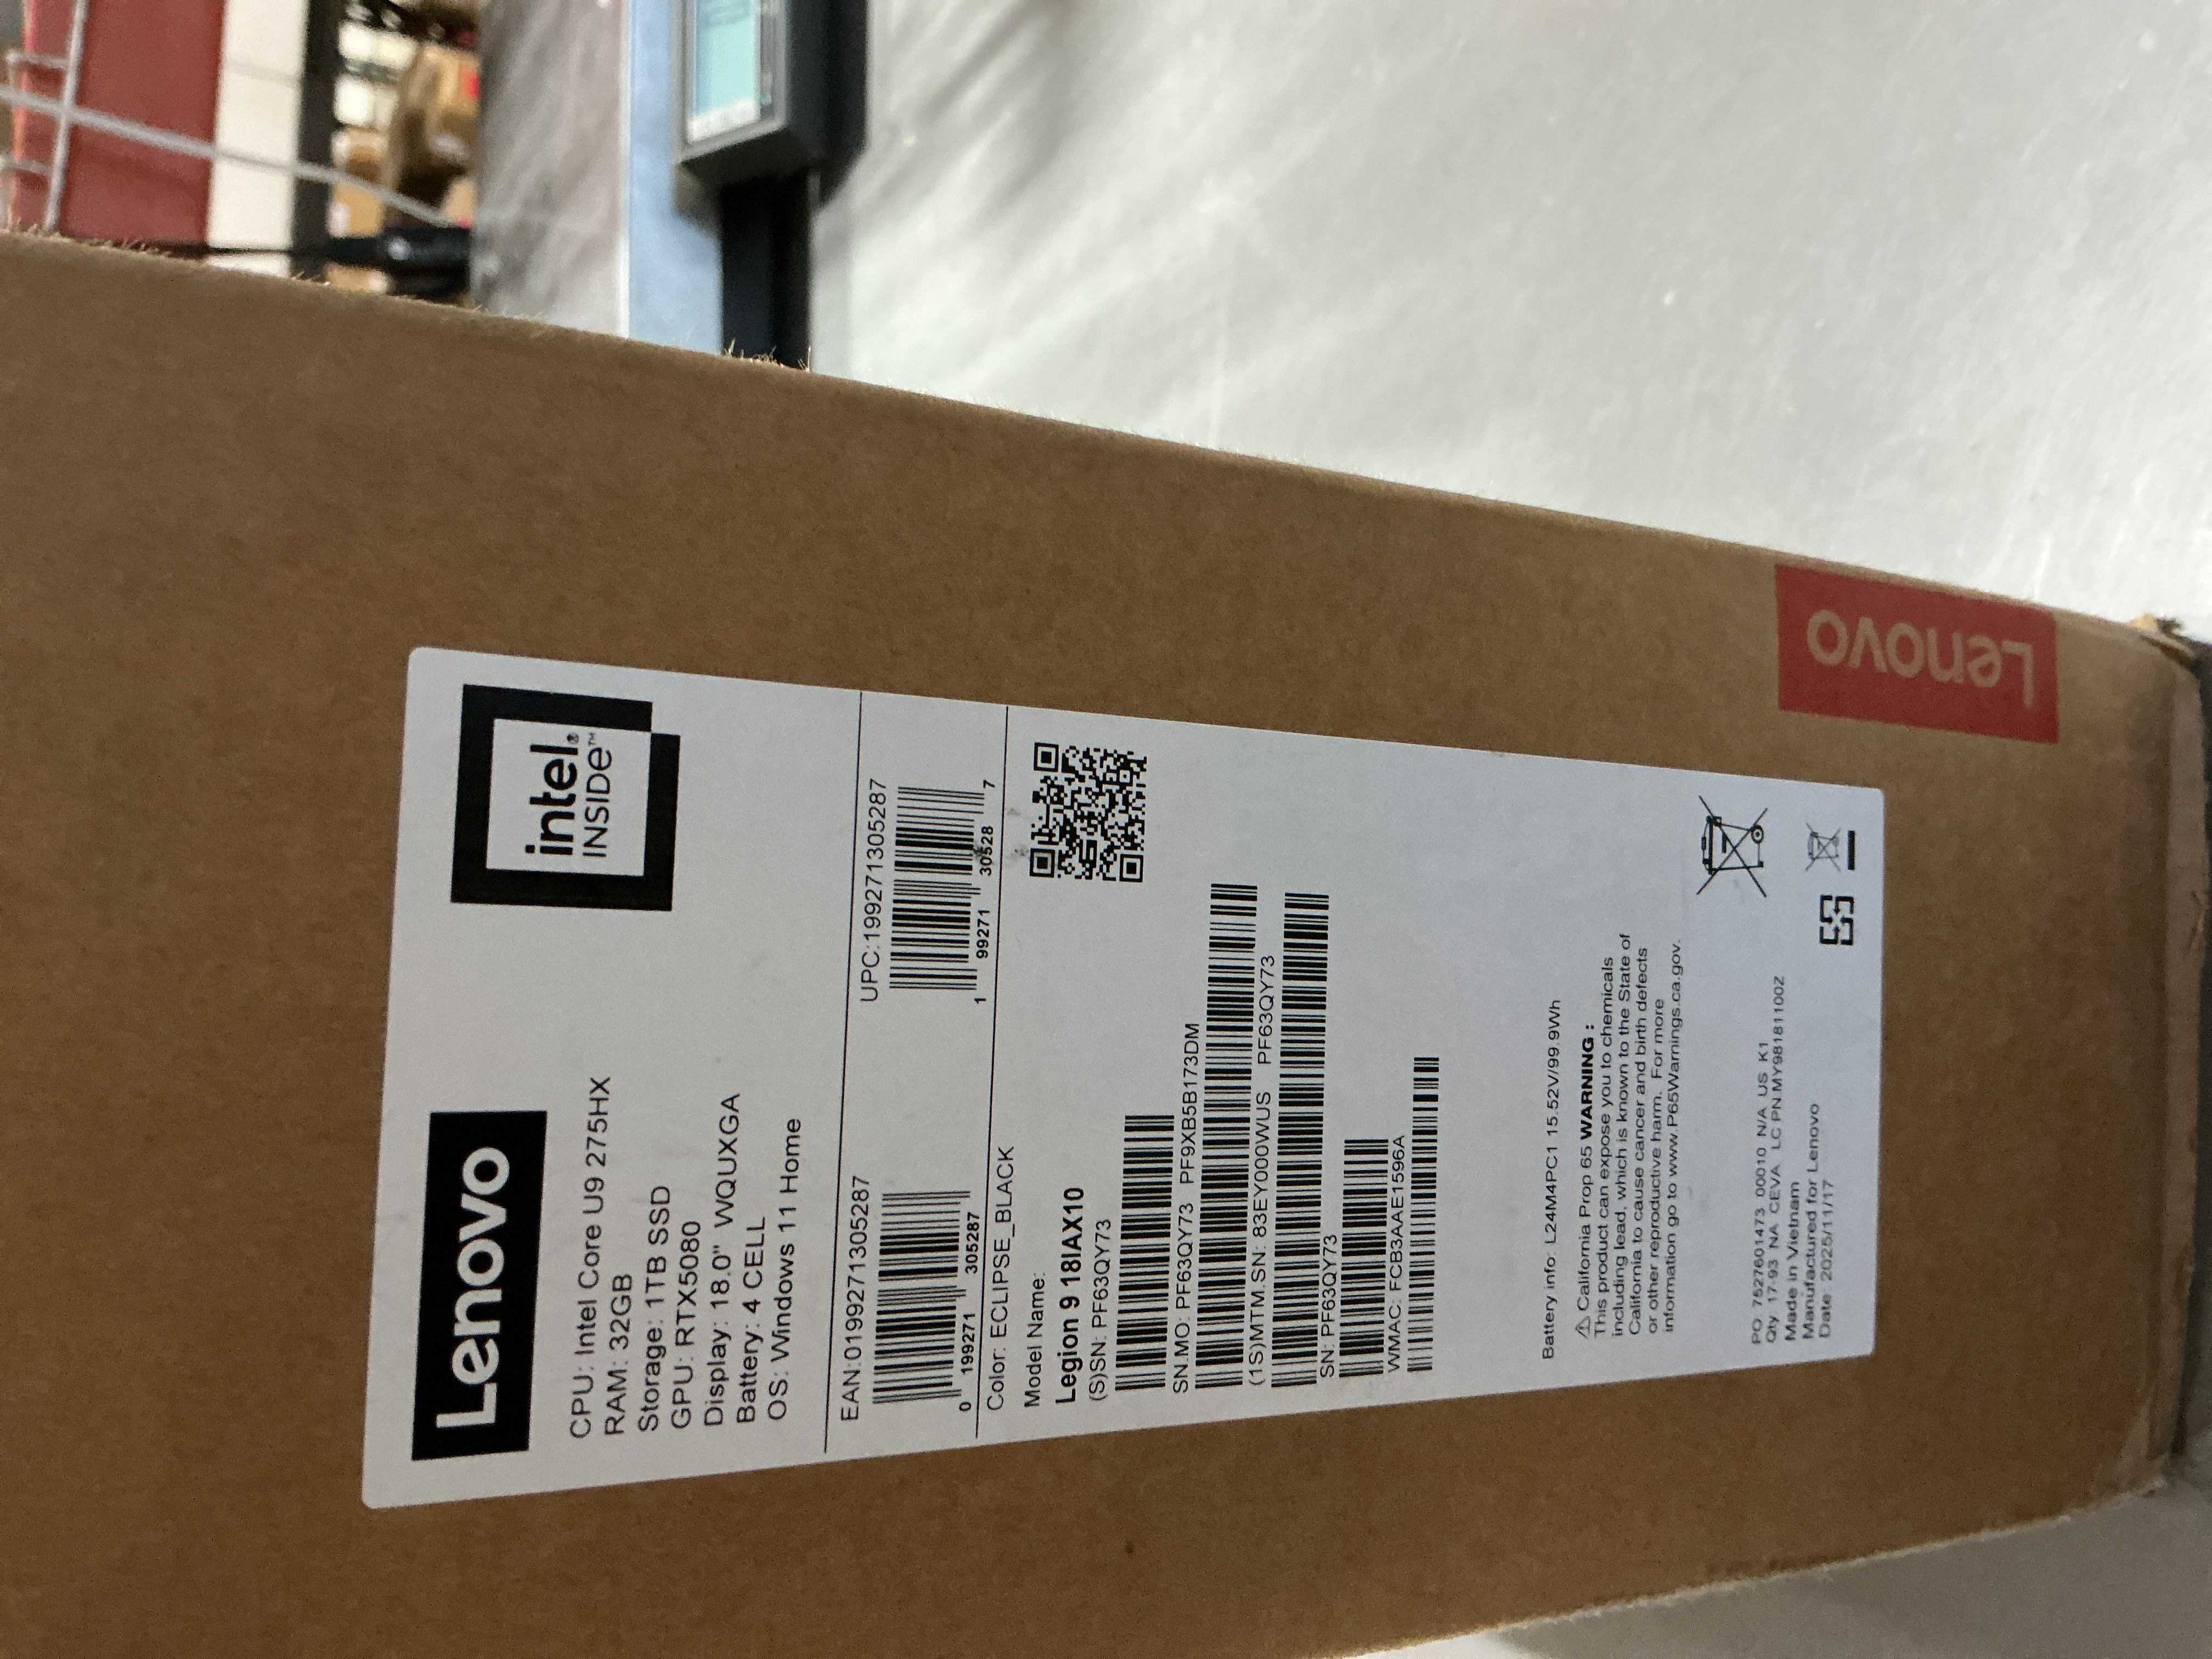 Lenovo
intel®
INSIDE™
CPU: Intel Core U9 275HX
RAM: 32GB
Storage: 1TB SSD
GPU: RTX5080
Display: 18.0" WQUXGA
Battery: 4 CELL
OS: Windows 11 Home
EAN:0199271305287
UPC:199271305287
0 199271 305287
1 99271 30528 7
Color: ECLIPSE_BLACK
Model Name:
Legion 9 18IAX10
(S)SN: PF63QY73
SN.MO: PF63QY73 PF9XB5B173DM
(1S)MTM.SN: 83EY000WUS PF63QY73
SN: PF63QY73
WMAC: FCB3AAE1596A
Battery info: L24M4PC1 15.52V/99.9Wh
⚠ California Prop 65 WARNING :
This product can expose you to chemicals
including lead, which is known to the State of
California to cause cancer and birth defects
or other reproductive harm. For more
information go to www.P65Warnings.ca.gov.
PO 7527601473 00010 N/A US K1
Qty 17-93 NA CEVA LC PN.MY98181100Z
Made in Vietnam
Manufactured for Lenovo
Date: 2025/11/17
Lenovo